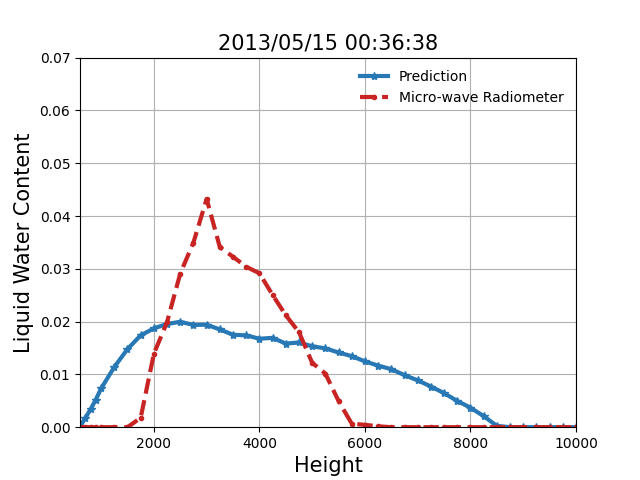 2013/05/15 00:36:38
Prediction
Micro-wave Radiometer
Liquid Water Content
0.07
0.06
0.05
0.04
0.03
0.02
0.01
0.00
2000 4000 6000 8000 10000
Height